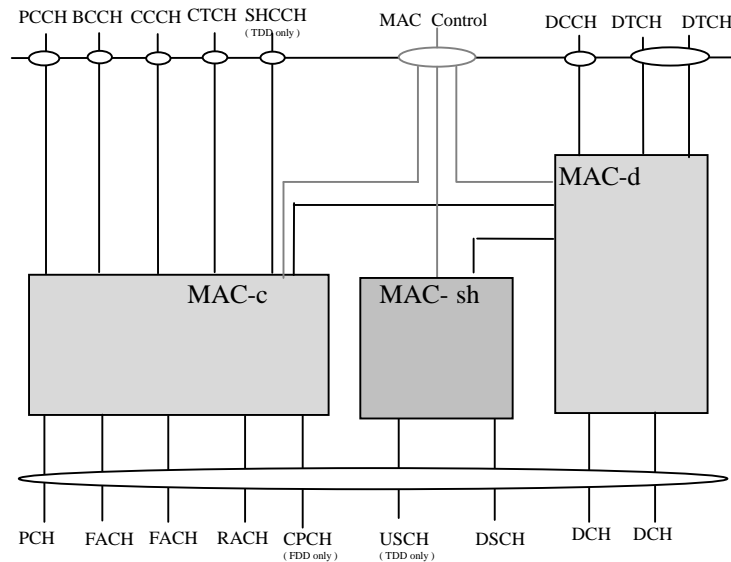 PCCH BCCH CCCH CTCH SHCCH MAC Control DCCH DTCH DTCH
( TDD only )
MAC-d
MAC-c MAC- sh
PCH FACH FACH RACH CPCH USCH DSCH DCH DCH
( FDD only ) ( TDD only )